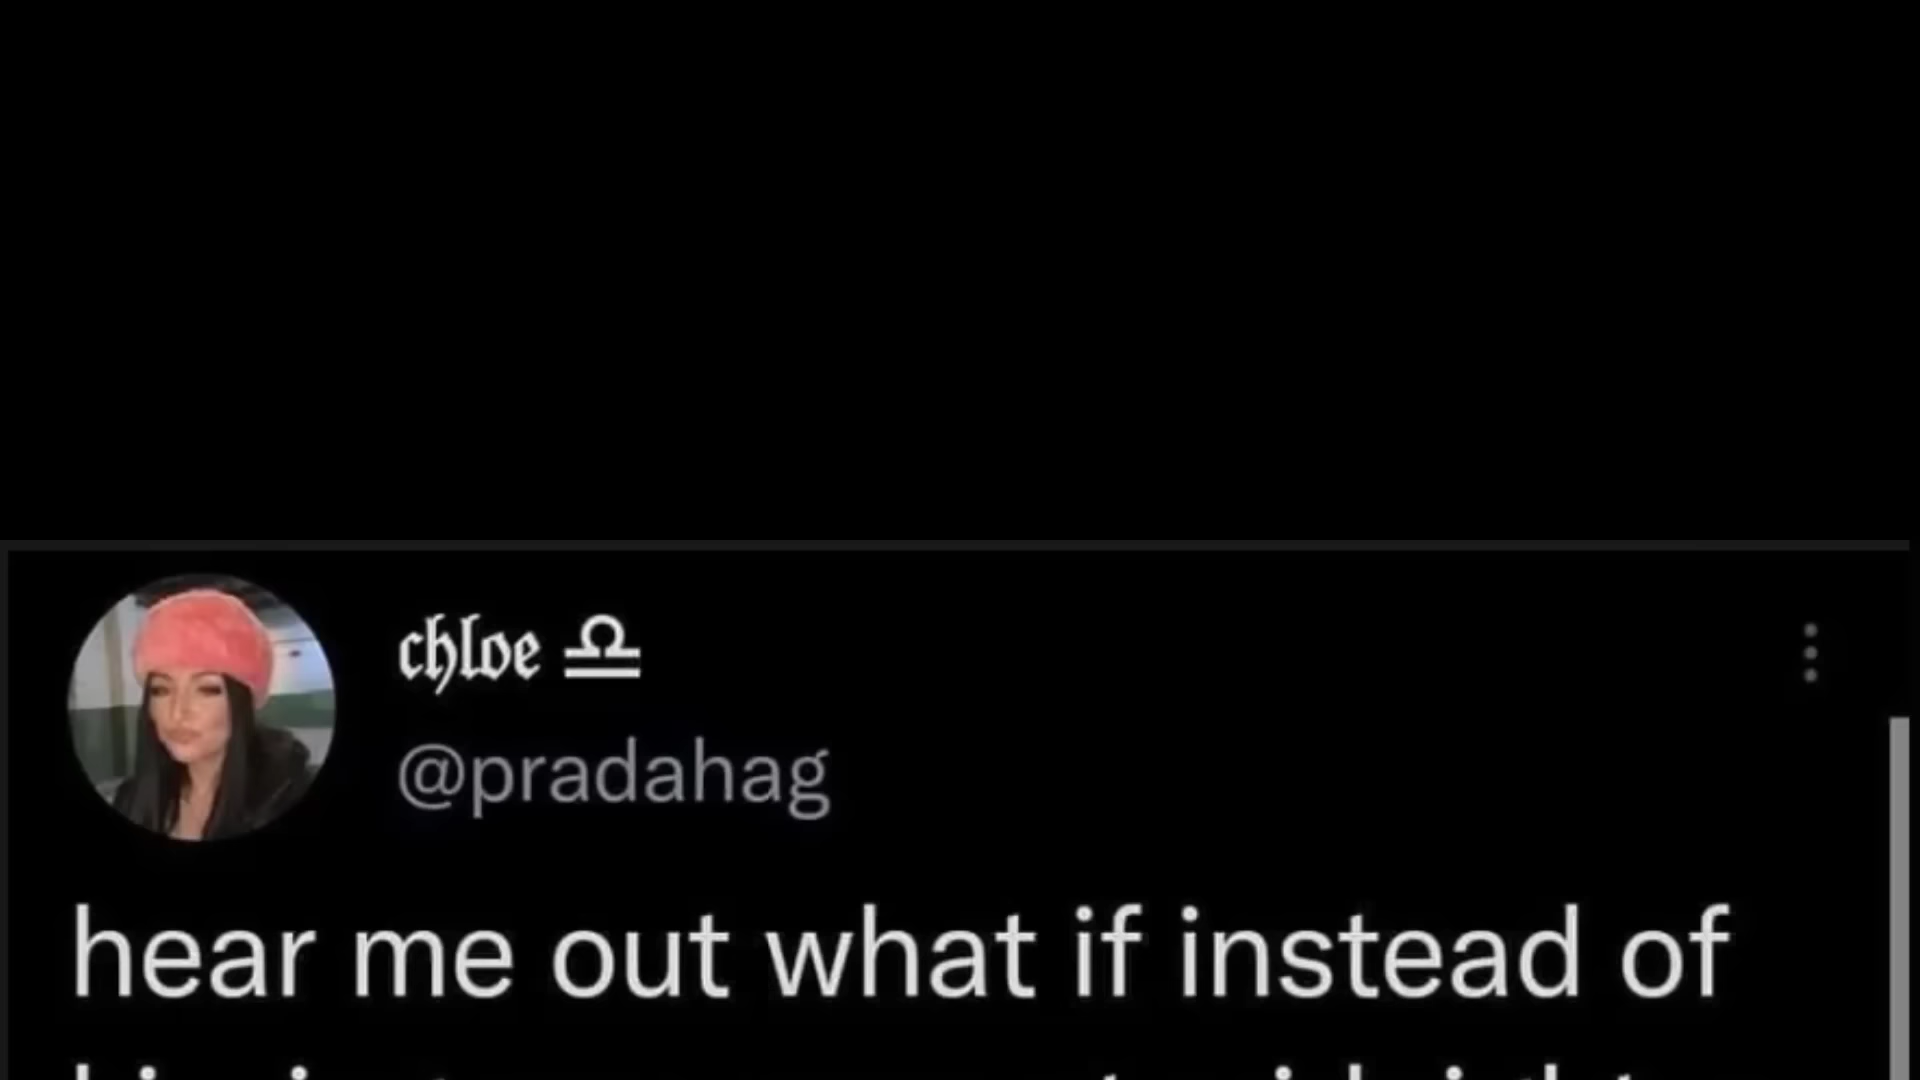 chloe ♎
@pradahag
hear me out what if instead of